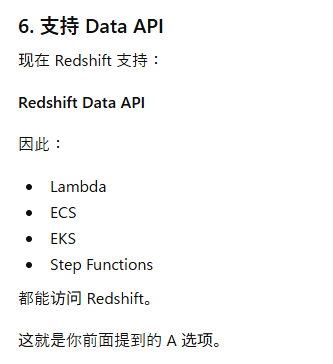 6. 支持 Data API
现在 Redshift 支持：
Redshift Data API
因此：
• Lambda
• ECS
• EKS
• Step Functions
都能访问 Redshift。
这就是你前面提到的 A 选项。